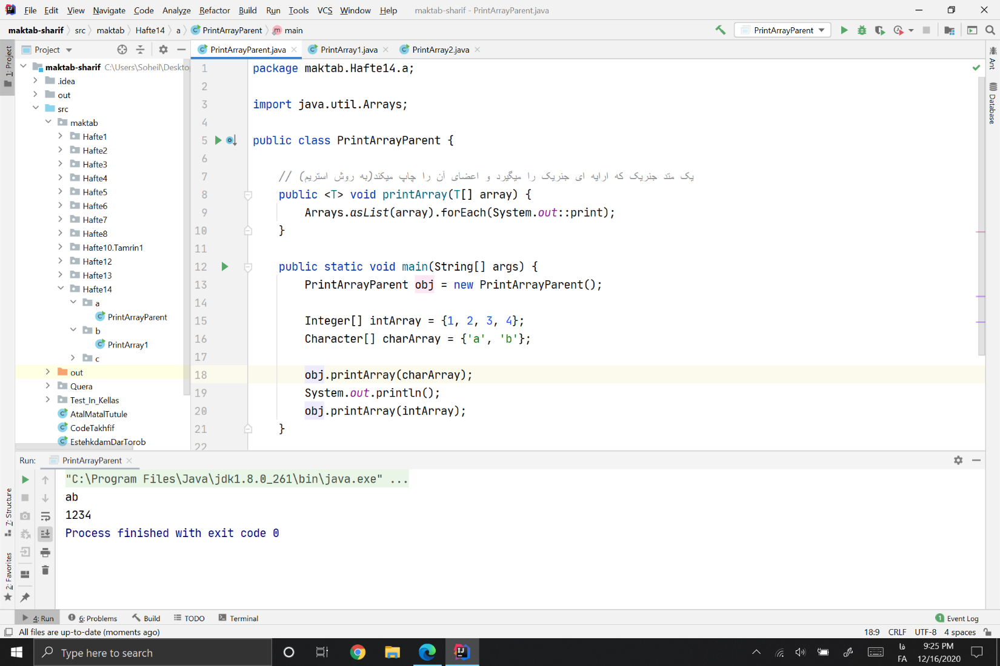 File Edit View Navigate Code Analyze Refactor Build Run Tools VCS Window Help maktab-sharif - PrintArrayParent.java
maktab-sharif src maktab Hafte14 a PrintArrayParent main
PrintArrayParent
1: Project
Project
PrintArrayParent.java
PrintArray1.java
PrintArray2.java
maktab-sharif C:\Users\Soheil\Deskto
.idea
out
src
maktab
Hafte1
Hafte2
Hafte3
Hafte4
Hafte5
Hafte6
Hafte7
Hafte8
Hafte10.Tamrin1
Hafte12
Hafte13
Hafte14
a
PrintArrayParent
b
PrintArray1
c
out
Quera
Test_In_Kellas
AtalMatalTutule
CodeTakhfif
EstehkdamDarTorob
1 package maktab.Hafte14.a;
2
3 import java.util.Arrays;
4
5 public class PrintArrayParent {
6
7 // یک متد جنریک که ارایه ای جنریک را میگیرد و اعضای آن را چاپ میکند(به روش استریم)
8 public <T> void printArray(T[] array) {
9 Arrays.asList(array).forEach(System.out::print);
10 }
11
12 public static void main(String[] args) {
13 PrintArrayParent obj = new PrintArrayParent();
14
15 Integer[] intArray = {1, 2, 3, 4};
16 Character[] charArray = {'a', 'b'};
17
18 obj.printArray(charArray);
19 System.out.println();
20 obj.printArray(intArray);
21 }
22
Ant
Database
Run: PrintArrayParent
"C:\Program Files\Java\jdk1.8.0_261\bin\java.exe" ...
ab
1234
Process finished with exit code 0
7: Structure
2: Favorites
4: Run 6: Problems Build TODO Terminal 1 Event Log
All files are up-to-date (moments ago) 18:9 CRLF UTF-8 4 spaces
Type here to search
فا
FA
9:25 PM
12/16/2020